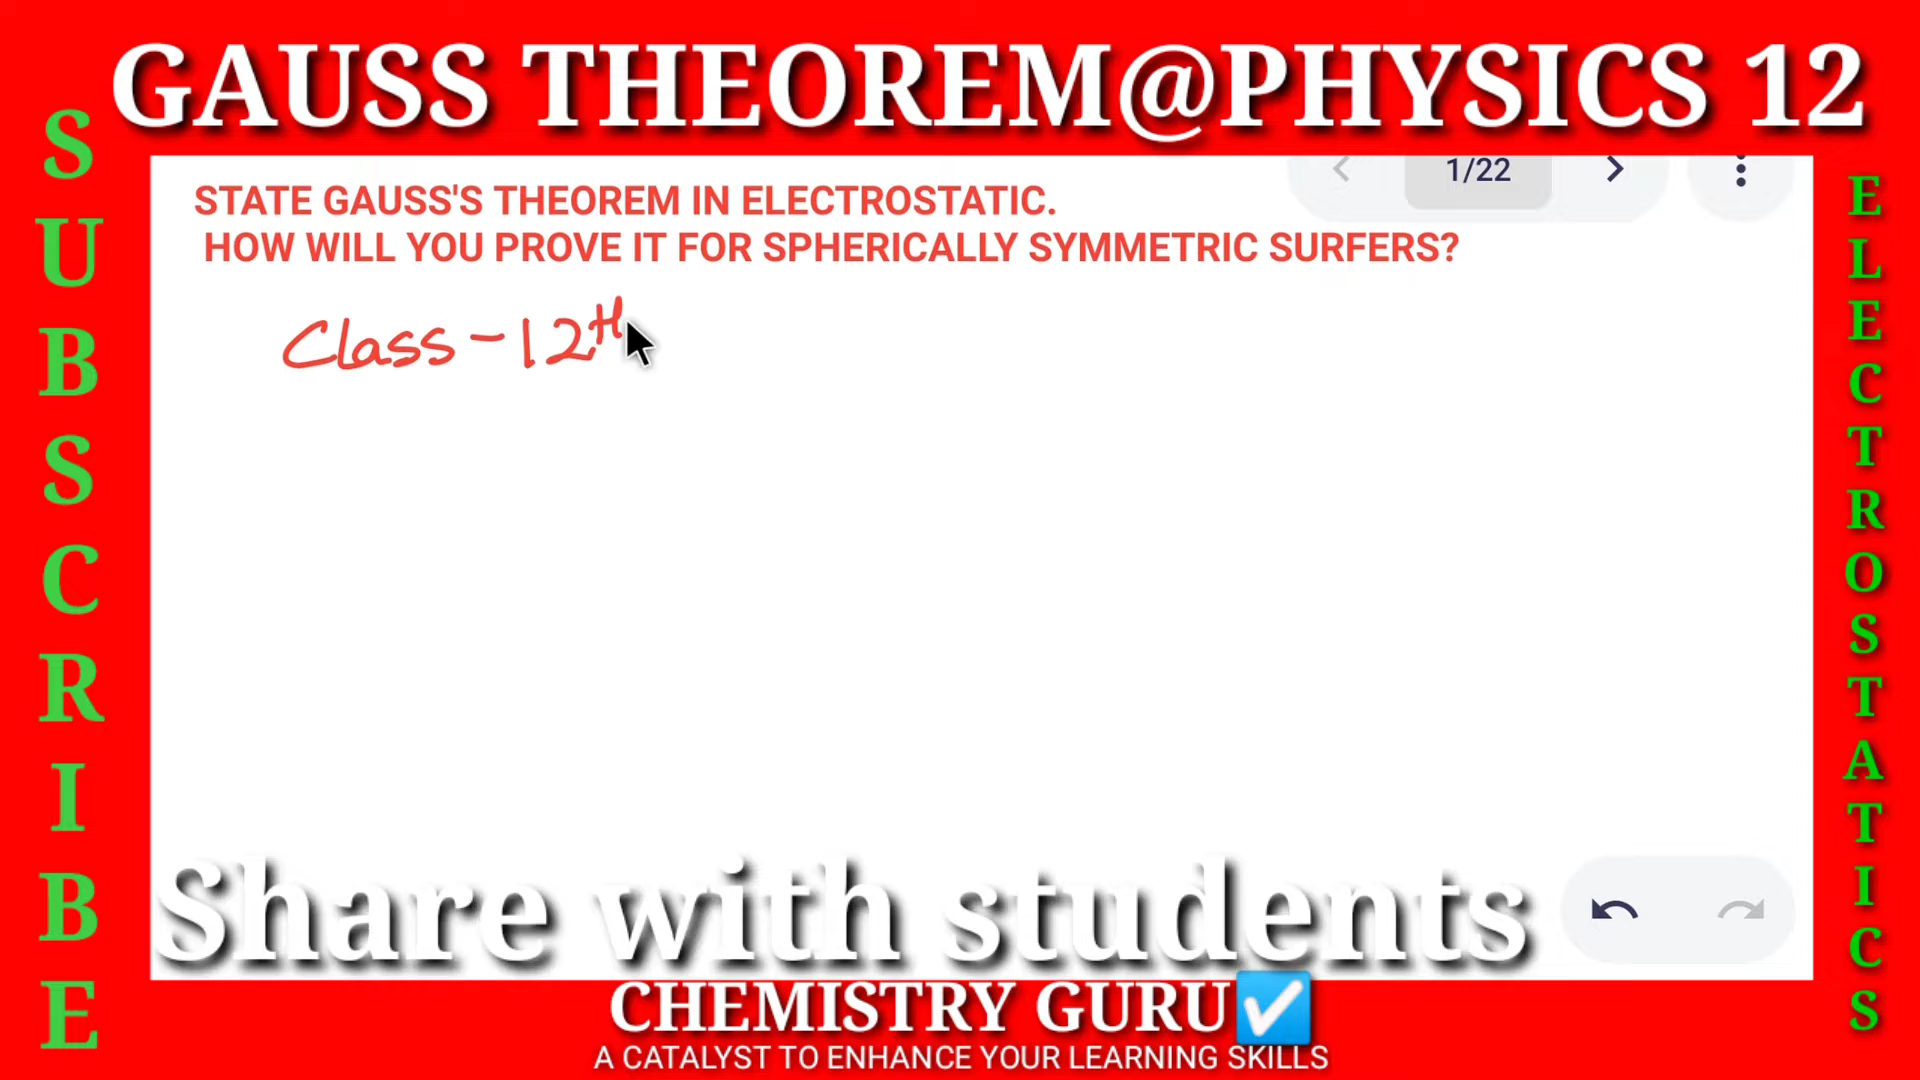 GAUSS THEOREM@PHYSICS 12
SUBSCRIBE
1/22
STATE GAUSS'S THEOREM IN ELECTROSTATIC.
HOW WILL YOU PROVE IT FOR SPHERICALLY SYMMETRIC SURFERS?
Class - 12th
ELECTROSTATICS
Share with students
CHEMISTRY GURU
A CATALYST TO ENHANCE YOUR LEARNING SKILLS